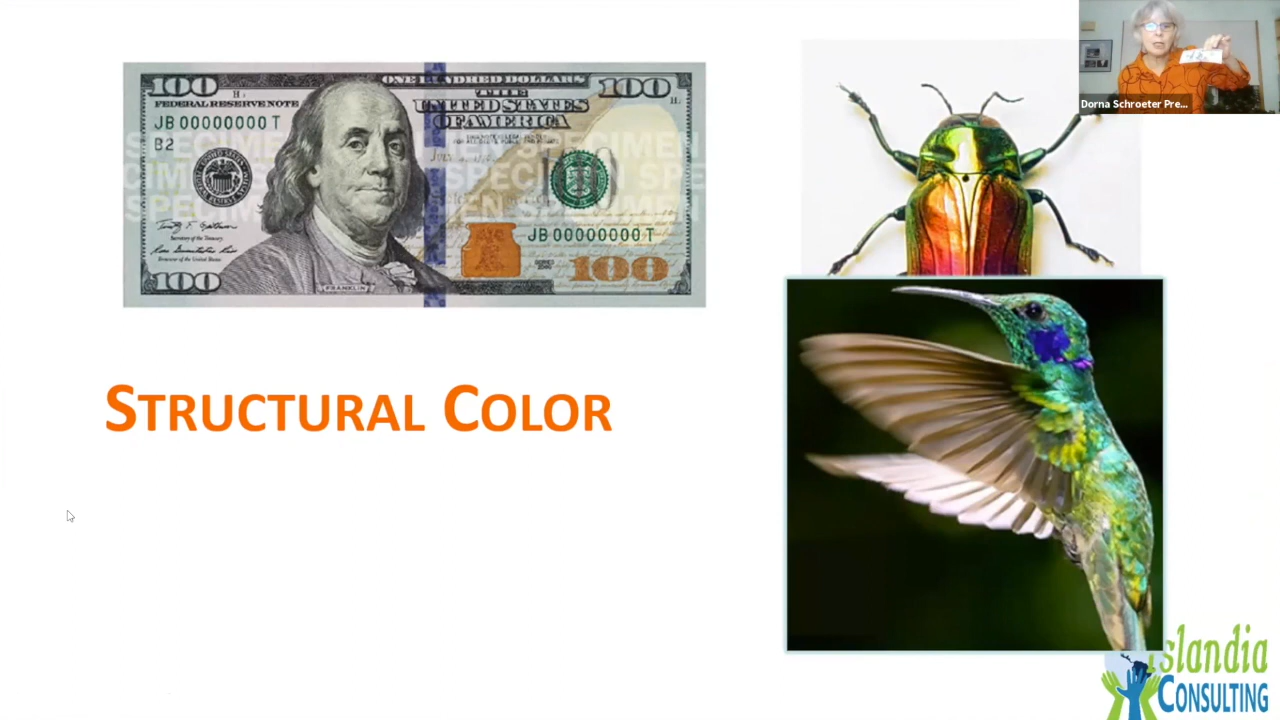 100
ONE HUNDRED DOLLARS
100
FEDERAL RESERVE NOTE
THE
UNITED STATES
OF AMERICA
JB 00000000 T
B2
SPECIMEN
JB 00000000 T
100
FRANKLIN
100
STRUCTURAL COLOR
Dorna Schroeter Pre...
Islandia
CONSULTING